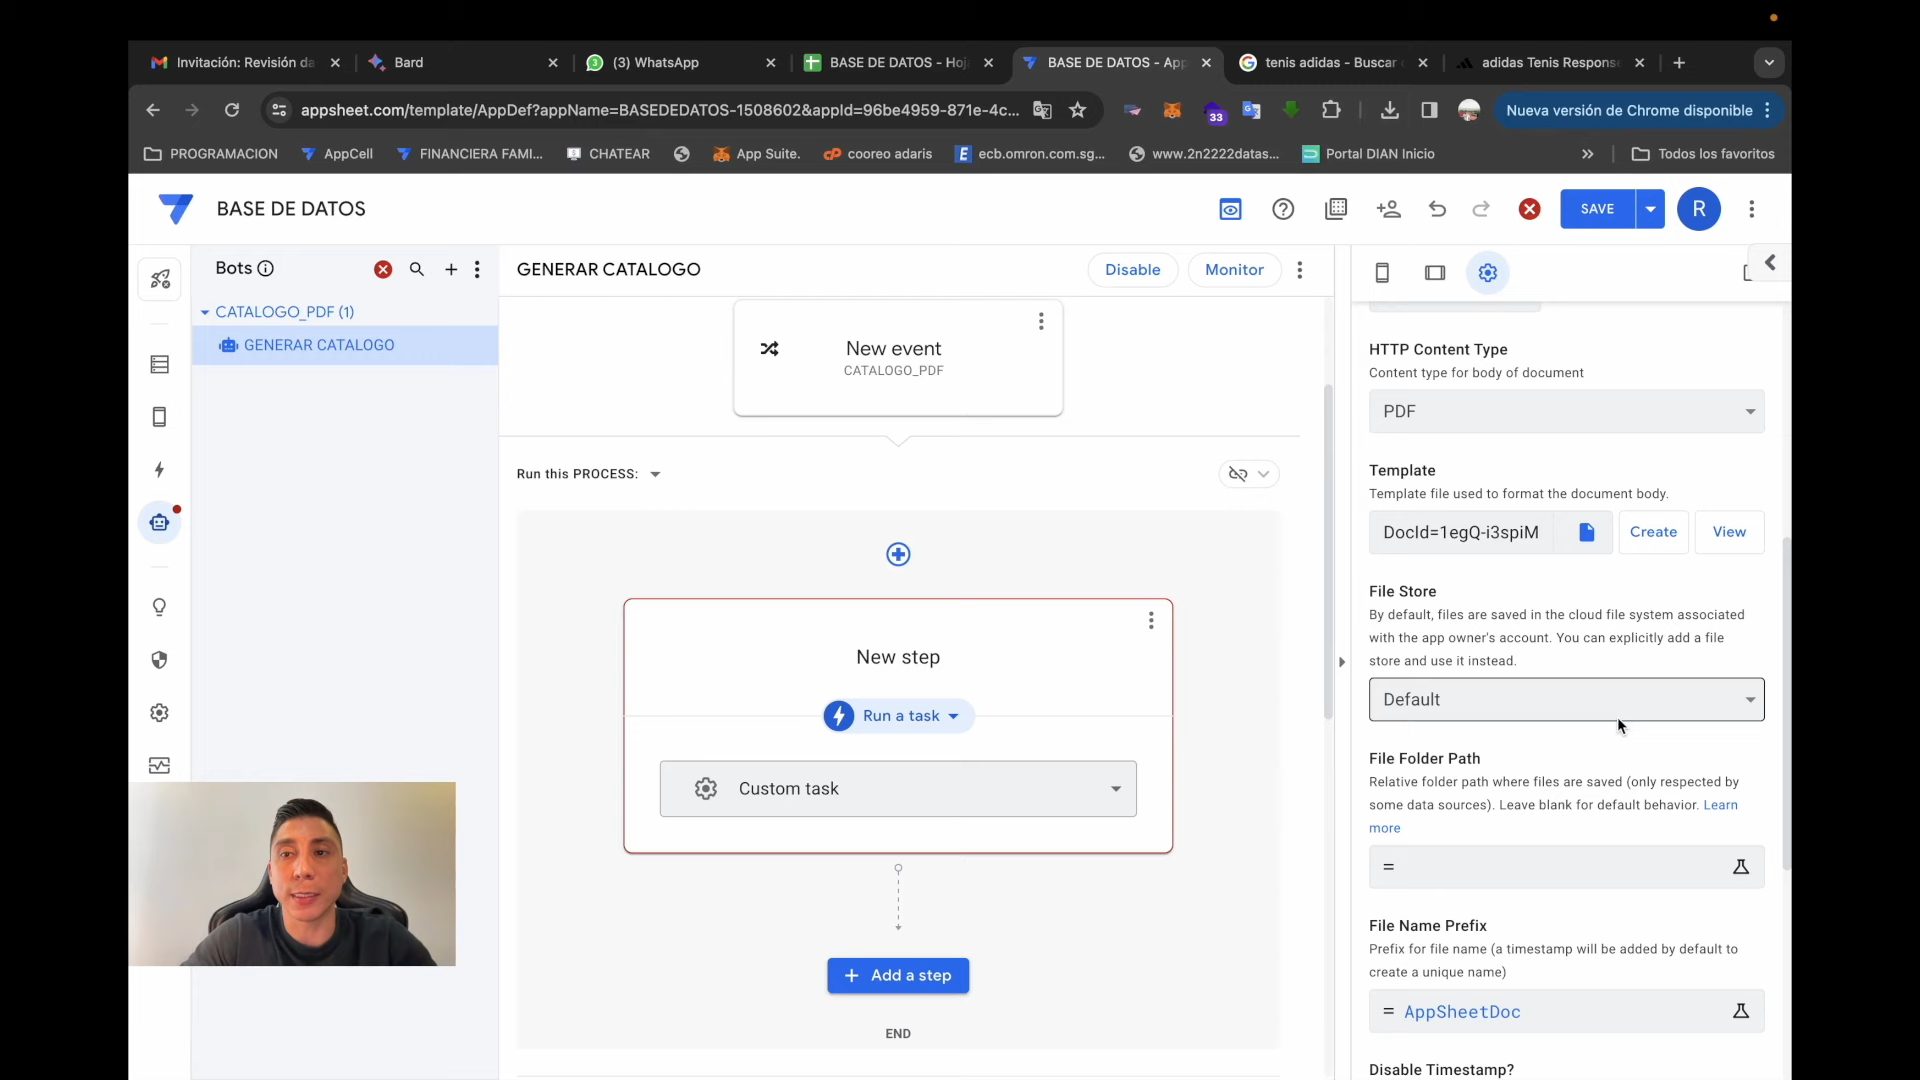 Invitación: Revisión da
Bard
(3) WhatsApp
BASE DE DATOS - Hoj
BASE DE DATOS - App
tenis adidas - Buscar
adidas Tenis Respons
appsheet.com/template/AppDef?appName=BASEDEDATOS-1508602&appId=96be4959-871e-4c...
33
Nueva versión de Chrome disponible
PROGRAMACION
AppCell
FINANCIERA FAMI...
CHATEAR
App Suite.
cooreo adaris
ecb.omron.com.sg...
www.2n2222datas...
Portal DIAN Inicio
Todos los favoritos
BASE DE DATOS
SAVE
R
Bots
GENERAR CATALOGO
Disable
Monitor
CATALOGO_PDF (1)
GENERAR CATALOGO
New event
CATALOGO_PDF
Run this PROCESS:
New step
Run a task
Custom task
Add a step
END
HTTP Content Type
Content type for body of document
PDF
Template
Template file used to format the document body.
DocId=1egQ-i3spiM
Create
View
File Store
By default, files are saved in the cloud file system associated
with the app owner's account. You can explicitly add a file
store and use it instead.
Default
File Folder Path
Relative folder path where files are saved (only respected by
some data sources). Leave blank for default behavior. Learn
more
=
File Name Prefix
Prefix for file name (a timestamp will be added by default to
create a unique name)
= AppSheetDoc
Disable Timestamp?